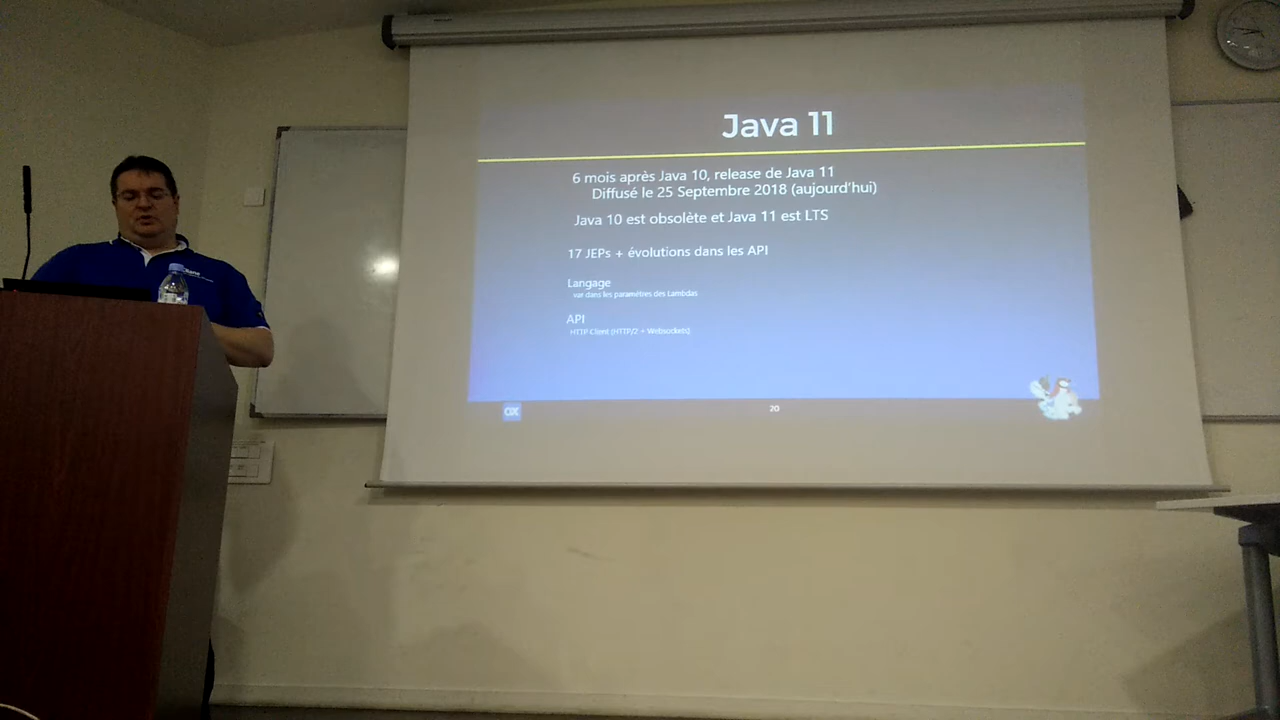 Java 11
6 mois après Java 10, release de Java 11
Diffusé le 25 Septembre 2018 (aujourd'hui)
Java 10 est obsolète et Java 11 est LTS
17 JEPs + évolutions dans les API
Langage
var dans les paramètres des Lambdas
API
HTTP Client (HTTP/2 + Websockets)
20